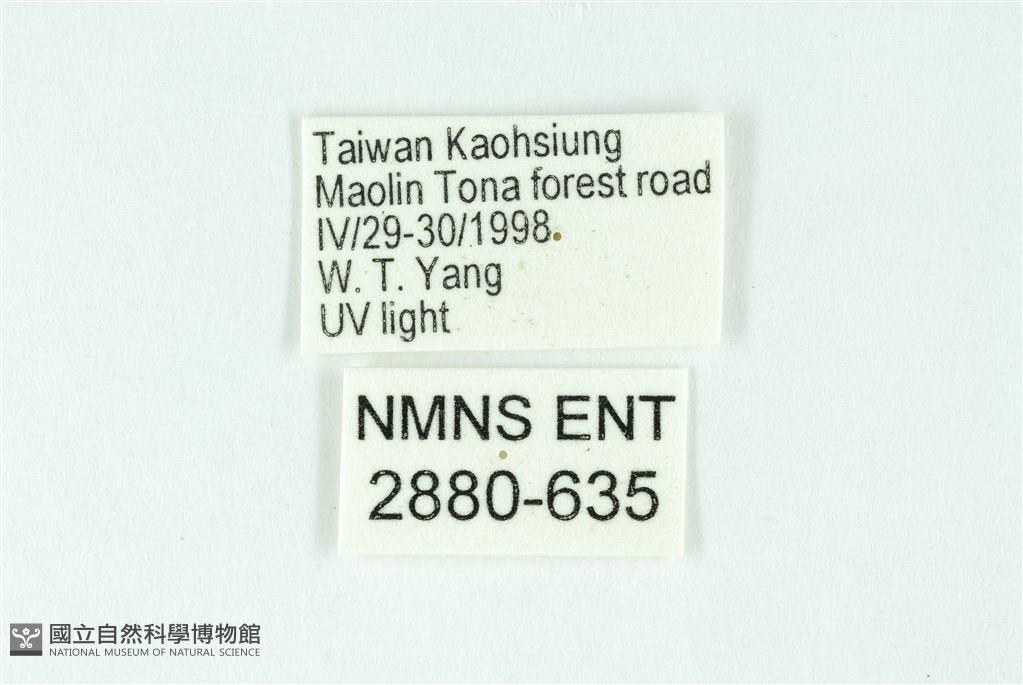 Taiwan Kaohsiung
Maolin Tona forest road
IV/29-30/1998
W. T. Yang
UV light
NMNS ENT
2880-635
國立自然科學博物館
NATIONAL MUSEUM OF NATURAL SCIENCE